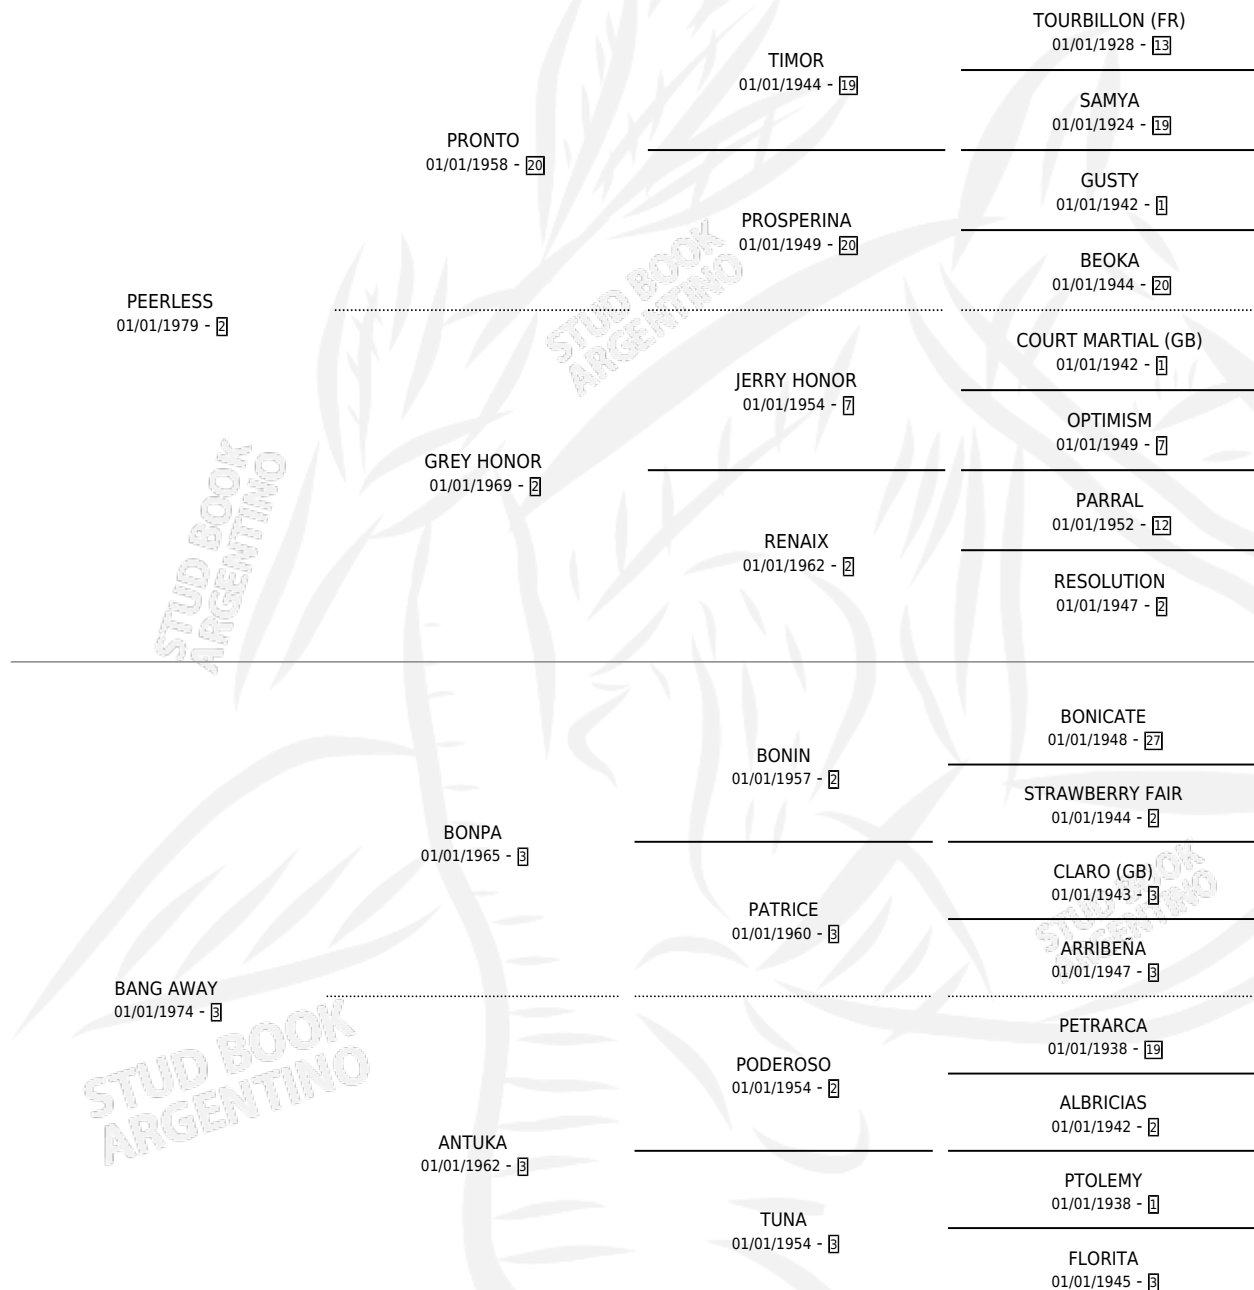 TOURBILLON (FR)
01/01/1928 - 13
TIMOR
01/01/1944 - 19
SAMYA
01/01/1924 - 19
PRONTO
01/01/1958 - 20
GUSTY
01/01/1942 - 1
PROSPERINA
01/01/1949 - 20
BEOKA
01/01/1944 - 20
PEERLESS
01/01/1979 - 2
COURT MARTIAL (GB)
01/01/1942 - 1
JERRY HONOR
01/01/1954 - 7
OPTIMISM
01/01/1949 - 7
GREY HONOR
01/01/1969 - 2
PARRAL
01/01/1952 - 12
RENAIX
01/01/1962 - 2
RESOLUTION
01/01/1947 - 2
BONICATE
01/01/1948 - 27
BONIN
01/01/1957 - 2
STRAWBERRY FAIR
01/01/1944 - 2
BONPA
01/01/1965 - 3
CLARO (GB)
01/01/1943 - 3
PATRICE
01/01/1960 - 3
ARRIBEÑA
01/01/1947 - 3
BANG AWAY
01/01/1974 - 3
PETRARCA
01/01/1938 - 19
PODEROSO
01/01/1954 - 2
ALBRICIAS
01/01/1942 - 2
ANTUKA
01/01/1962 - 3
PTOLEMY
01/01/1938 - 1
TUNA
01/01/1954 - 3
FLORITA
01/01/1945 - 3
STUD BOOK
ARGENTINO
STUD BOOK
ARGENTINO
STUD BOOK
ARGENTINO
STUD BOOK
ARGENTINO